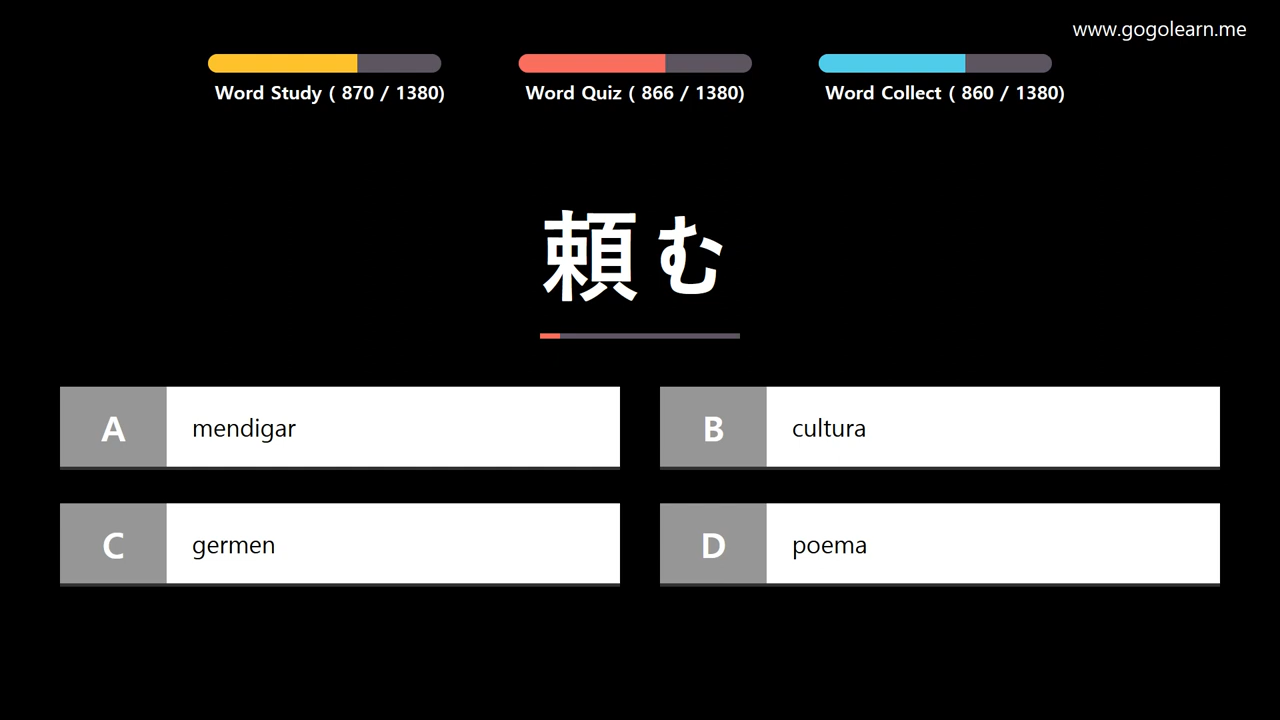 www.gogolearn.me
Word Study ( 870 / 1380)
Word Quiz ( 866 / 1380)
Word Collect ( 860 / 1380)
頼む
A mendigar
B cultura
C germen
D poema